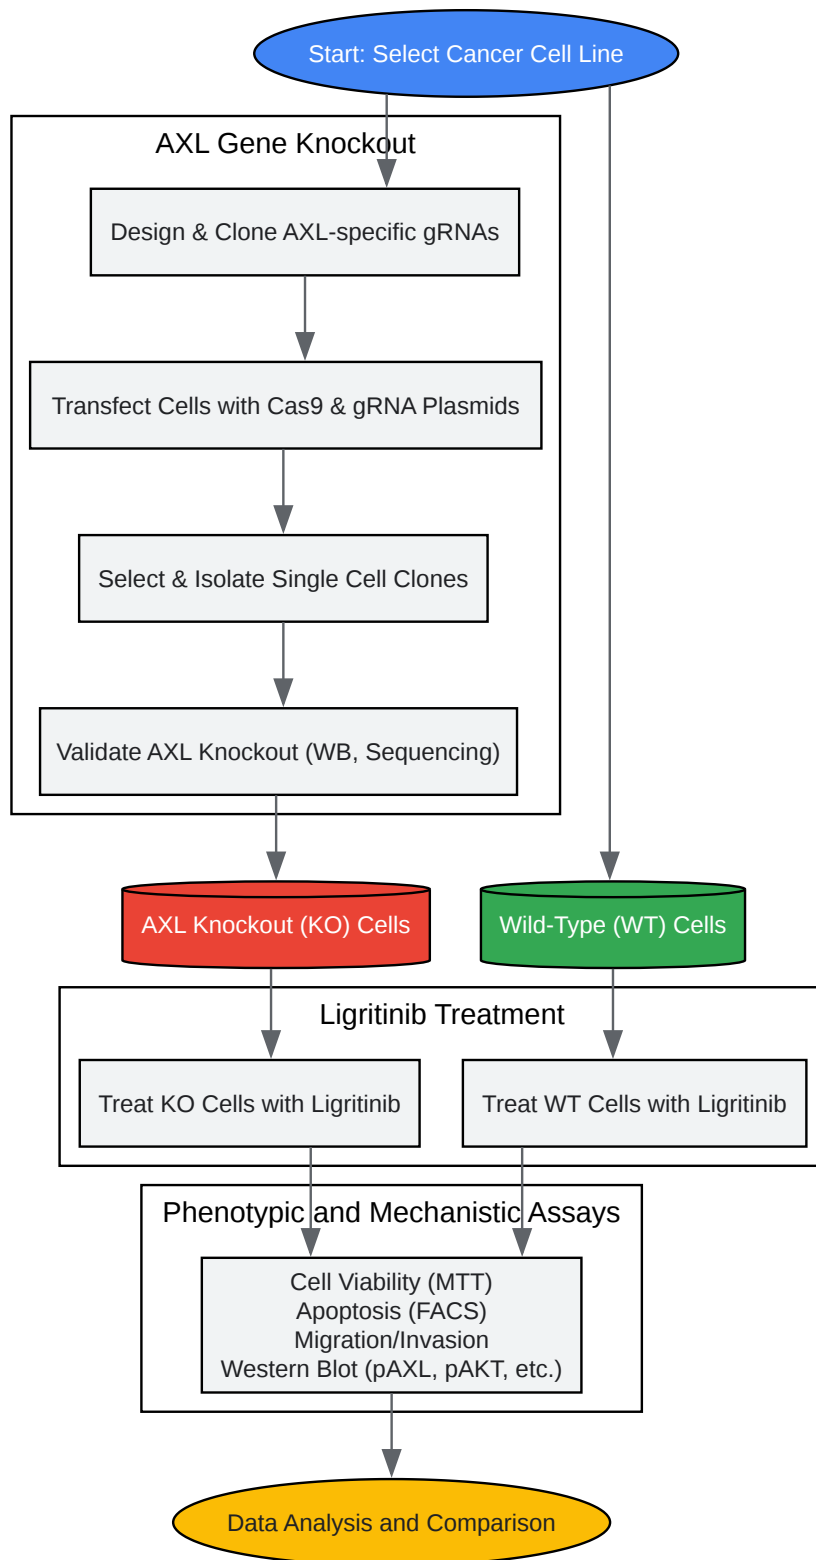 Start: Select Cancer Cell Line
AXL Gene Knockout
Design & Clone AXL-specific gRNAs
Transfect Cells with Cas9 & gRNA Plasmids
Select & Isolate Single Cell Clones
Validate AXL Knockout (WB, Sequencing)
AXL Knockout (KO) Cells
Wild-Type (WT) Cells
Ligritinib Treatment
Treat KO Cells with Ligritinib
Treat WT Cells with Ligritinib
Phenotypic and Mechanistic Assays
Cell Viability (MTT)
Apoptosis (FACS)
Migration/Invasion
Western Blot (pAXL, pAKT, etc.)
Data Analysis and Comparison